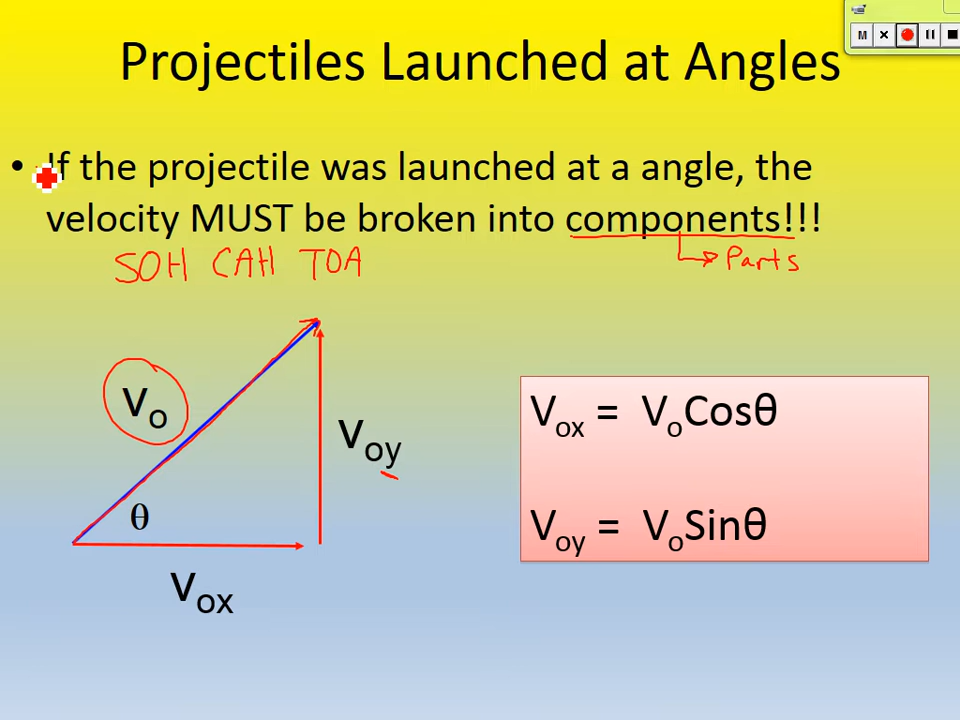 M
Projectiles Launched at Angles
• If the projectile was launched at a angle, the
velocity MUST be broken into components!!!
SOH CAH TOA
Parts
vₒ
vₒy
θ
vₒₓ
Vₒₓ = VₒCosθ
Vₒy = VₒSinθ